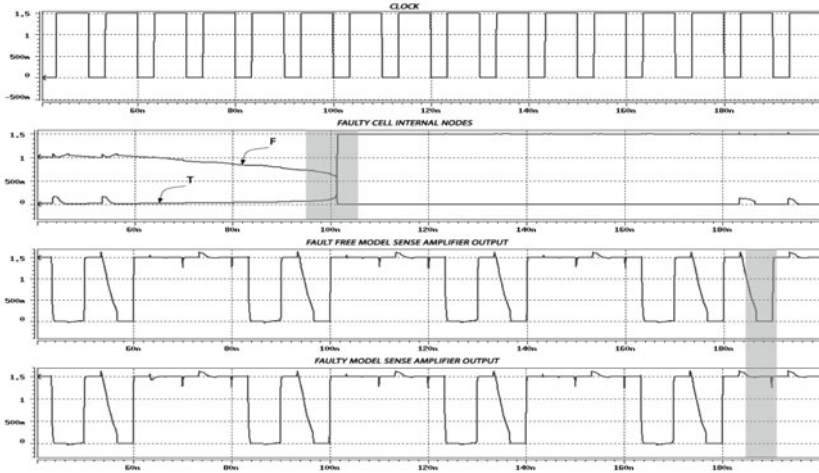 CLOCK
1.5
1
500m
0
-500m
60n 80n 100n 120n 140n 160n 180n
FAULTY CELL INTERNAL NODES
1.5
1
500m
0
F
T
60n 80n 100n 120n 140n 160n 180n
FAULT FREE MODEL SENSE AMPLIFIER OUTPUT
1.5
1
500m
0
60n 80n 100n 120n 140n 160n 180n
FAULTY MODEL SENSE AMPLIFIER OUTPUT
1.5
1
500m
0
60n 80n 100n 120n 140n 160n 180n